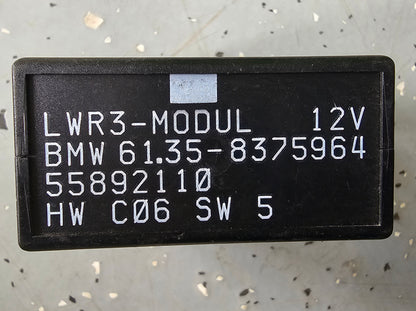 LWR3-MODUL 12V
BMW 61.35-8375964
55892110
HW C06 SW 5